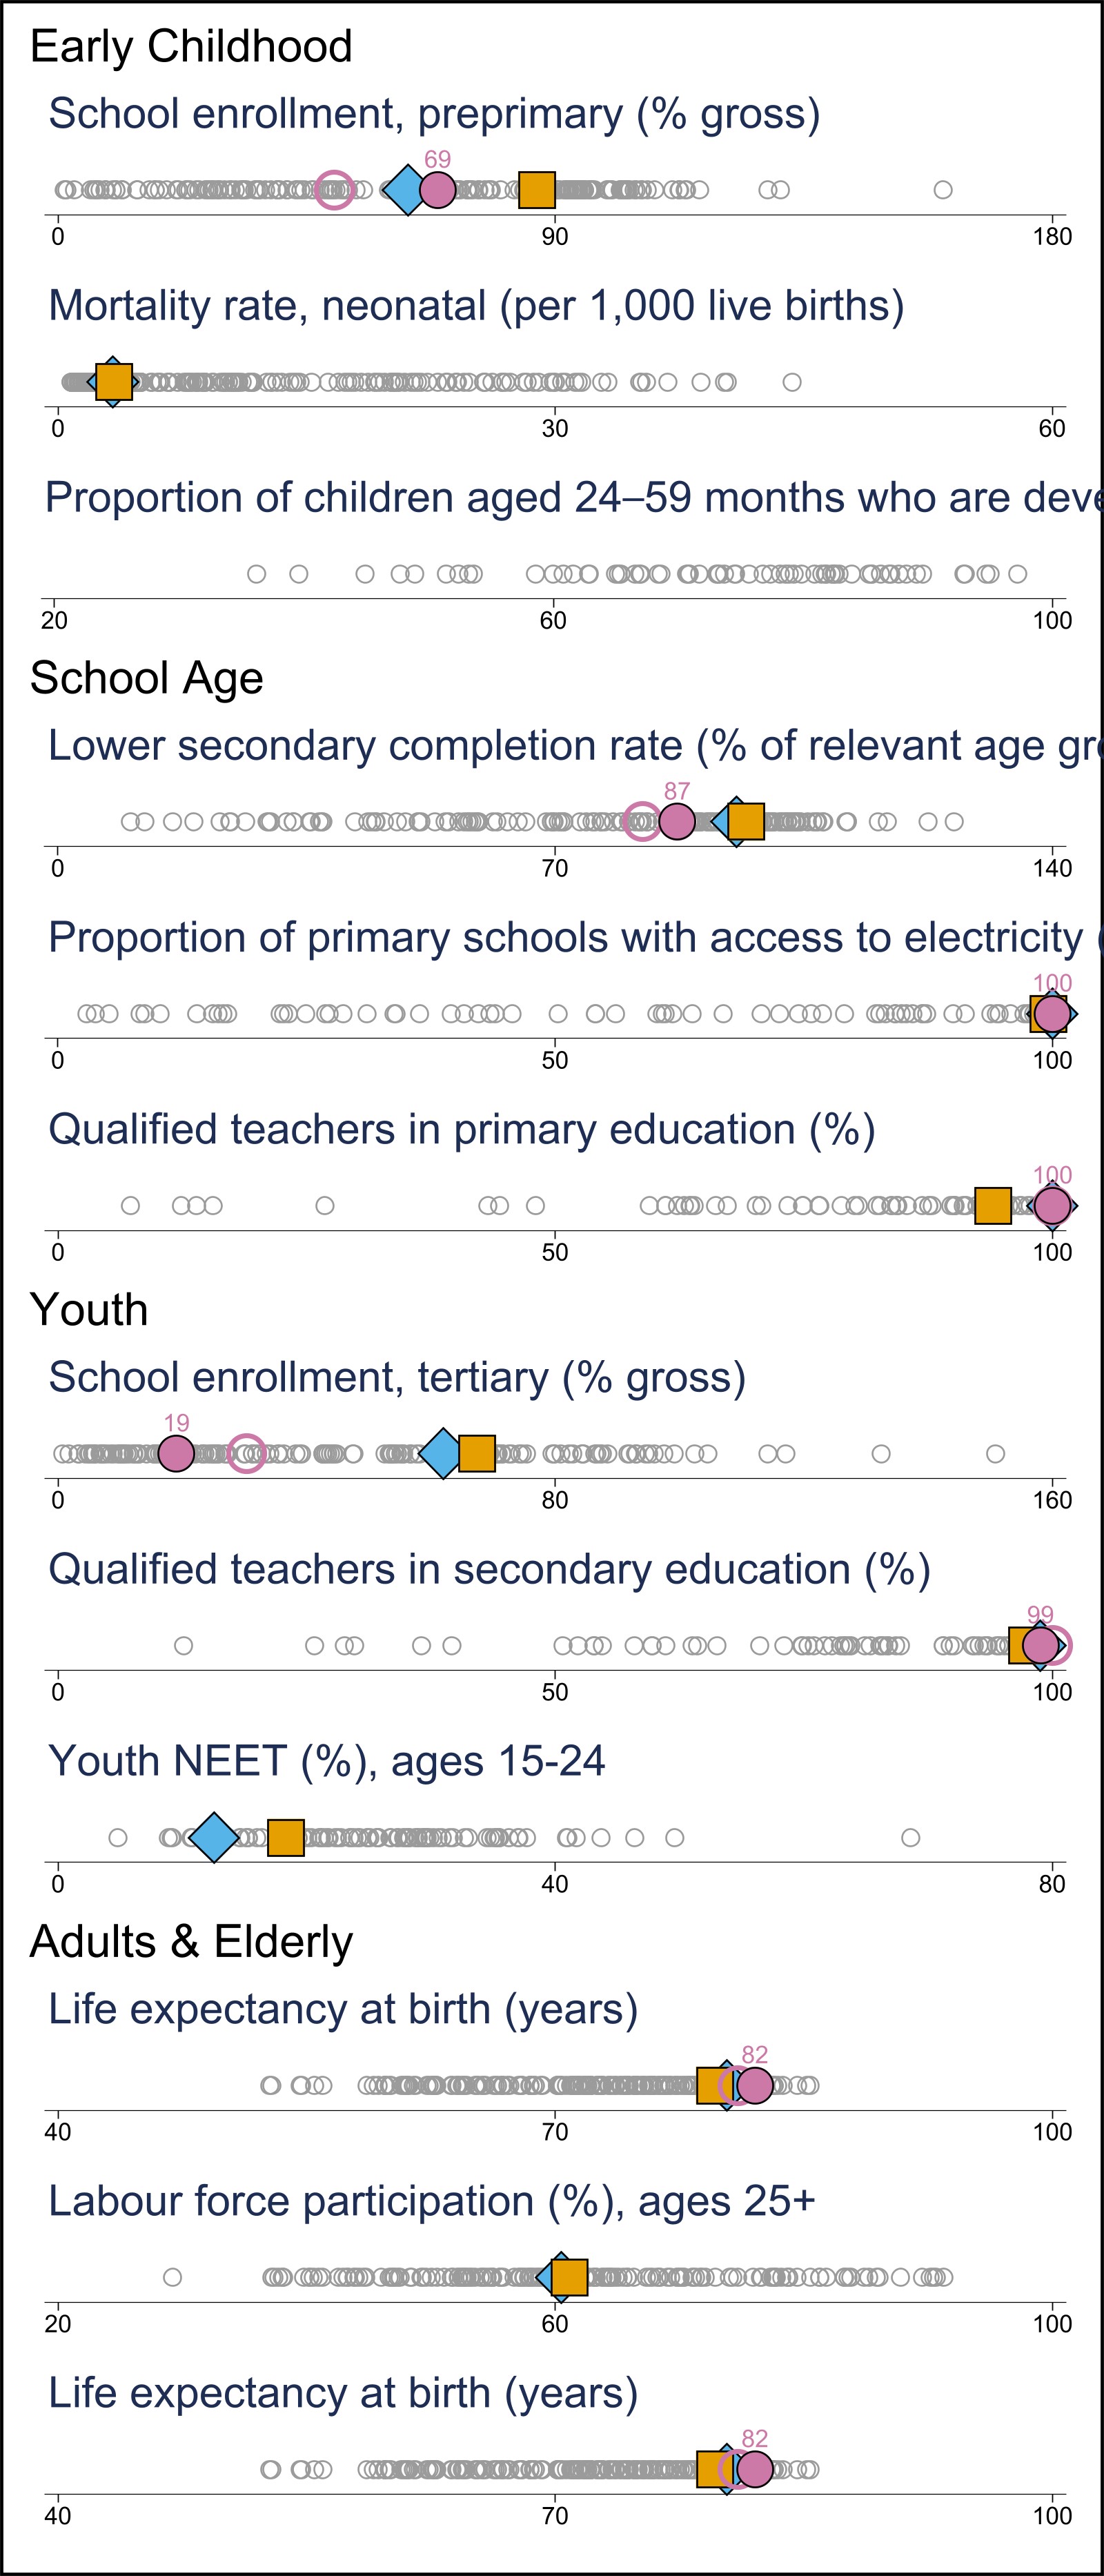 Early Childhood
School enrollment, preprimary (% gross)
69
0 90 180
Mortality rate, neonatal (per 1,000 live births)
0 30 60
Proportion of children aged 24–59 months who are deve
20 60 100
School Age
Lower secondary completion rate (% of relevant age gro
87
0 70 140
Proportion of primary schools with access to electricity (
100
0 50 100
Qualified teachers in primary education (%)
100
0 50 100
Youth
School enrollment, tertiary (% gross)
19
0 80 160
Qualified teachers in secondary education (%)
99
0 50 100
Youth NEET (%), ages 15-24
0 40 80
Adults & Elderly
Life expectancy at birth (years)
82
40 70 100
Labour force participation (%), ages 25+
20 60 100
Life expectancy at birth (years)
82
40 70 100